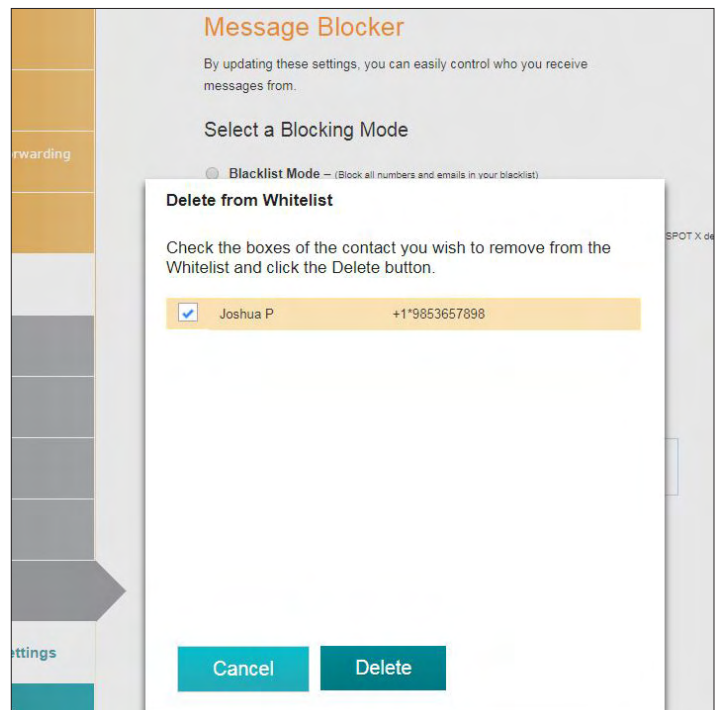 Message Blocker
By updating these settings, you can easily control who you receive
messages from.
Select a Blocking Mode
rwarding
Blacklist Mode – (Block all numbers and emails in your blacklist)
Delete from Whitelist
SPOT X de
Check the boxes of the contact you wish to remove from the
Whitelist and click the Delete button.
Joshua P +1*9853657898
ettings
Cancel Delete